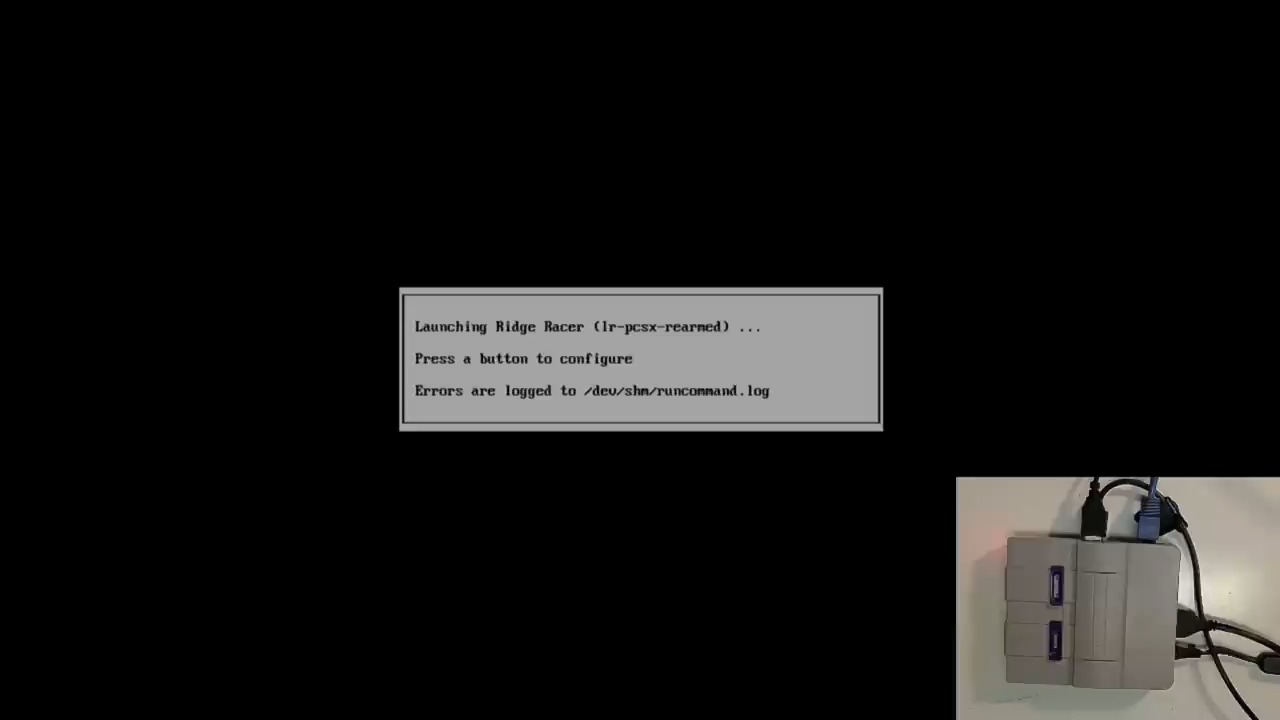 Launching Ridge Racer (lr-pcsx-rearmed) ...
Press a button to configure
Errors are logged to /dev/shm/runcommand.log